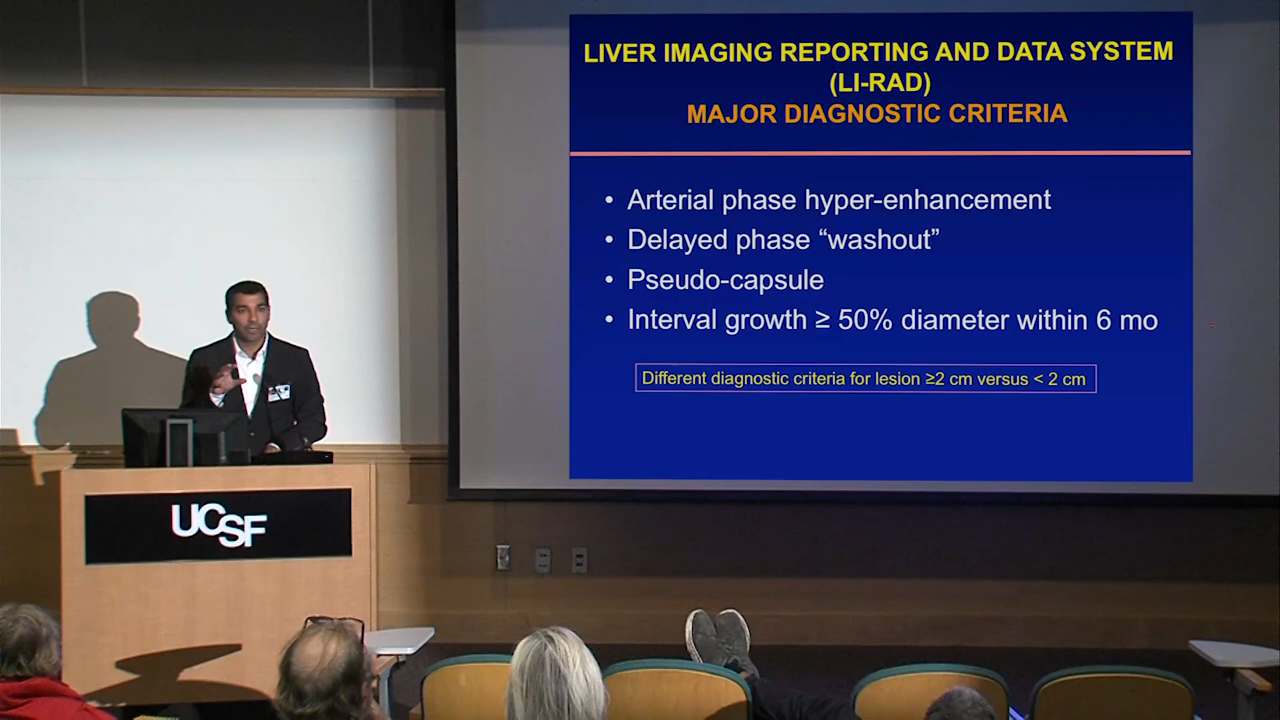 LIVER IMAGING REPORTING AND DATA SYSTEM
(LI-RAD)
MAJOR DIAGNOSTIC CRITERIA
• Arterial phase hyper-enhancement
• Delayed phase “washout”
• Pseudo-capsule
• Interval growth ≥ 50% diameter within 6 mo
Different diagnostic criteria for lesion ≥2 cm versus < 2 cm
UCSF